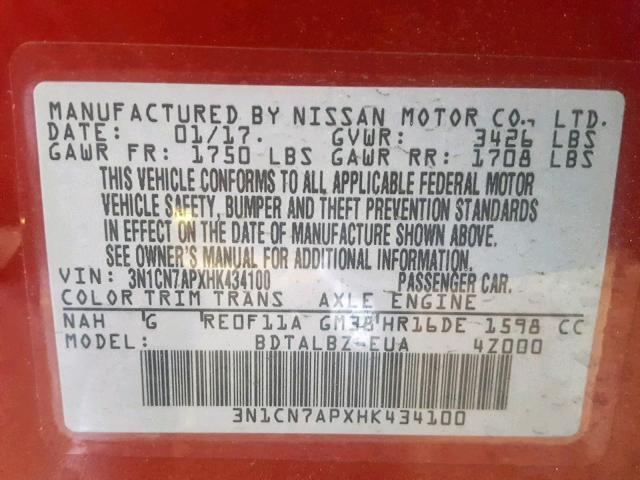 MANUFACTURED BY NISSAN MOTOR CO., LTD.
DATE: 01/17. GVWR: 3426 LBS
GAWR FR: 1750 LBS GAWR RR: 1708 LBS
THIS VEHICLE CONFORMS TO ALL APPLICABLE FEDERAL MOTOR
VEHICLE SAFETY, BUMPER AND THEFT PREVENTION STANDARDS
IN EFFECT ON THE DATE OF MANUFACTURE SHOWN ABOVE.
SEE OWNER'S MANUAL FOR ADDITIONAL INFORMATION.
VIN: 3N1CN7APXHK434100 PASSENGER CAR.
COLOR TRIM TRANS AXLE ENGINE
NAH G RE0F11A GM38 HR16DE 1598 CC
MODEL: BDTALBZ-EUA 4Z000
3N1CN7APXHK434100